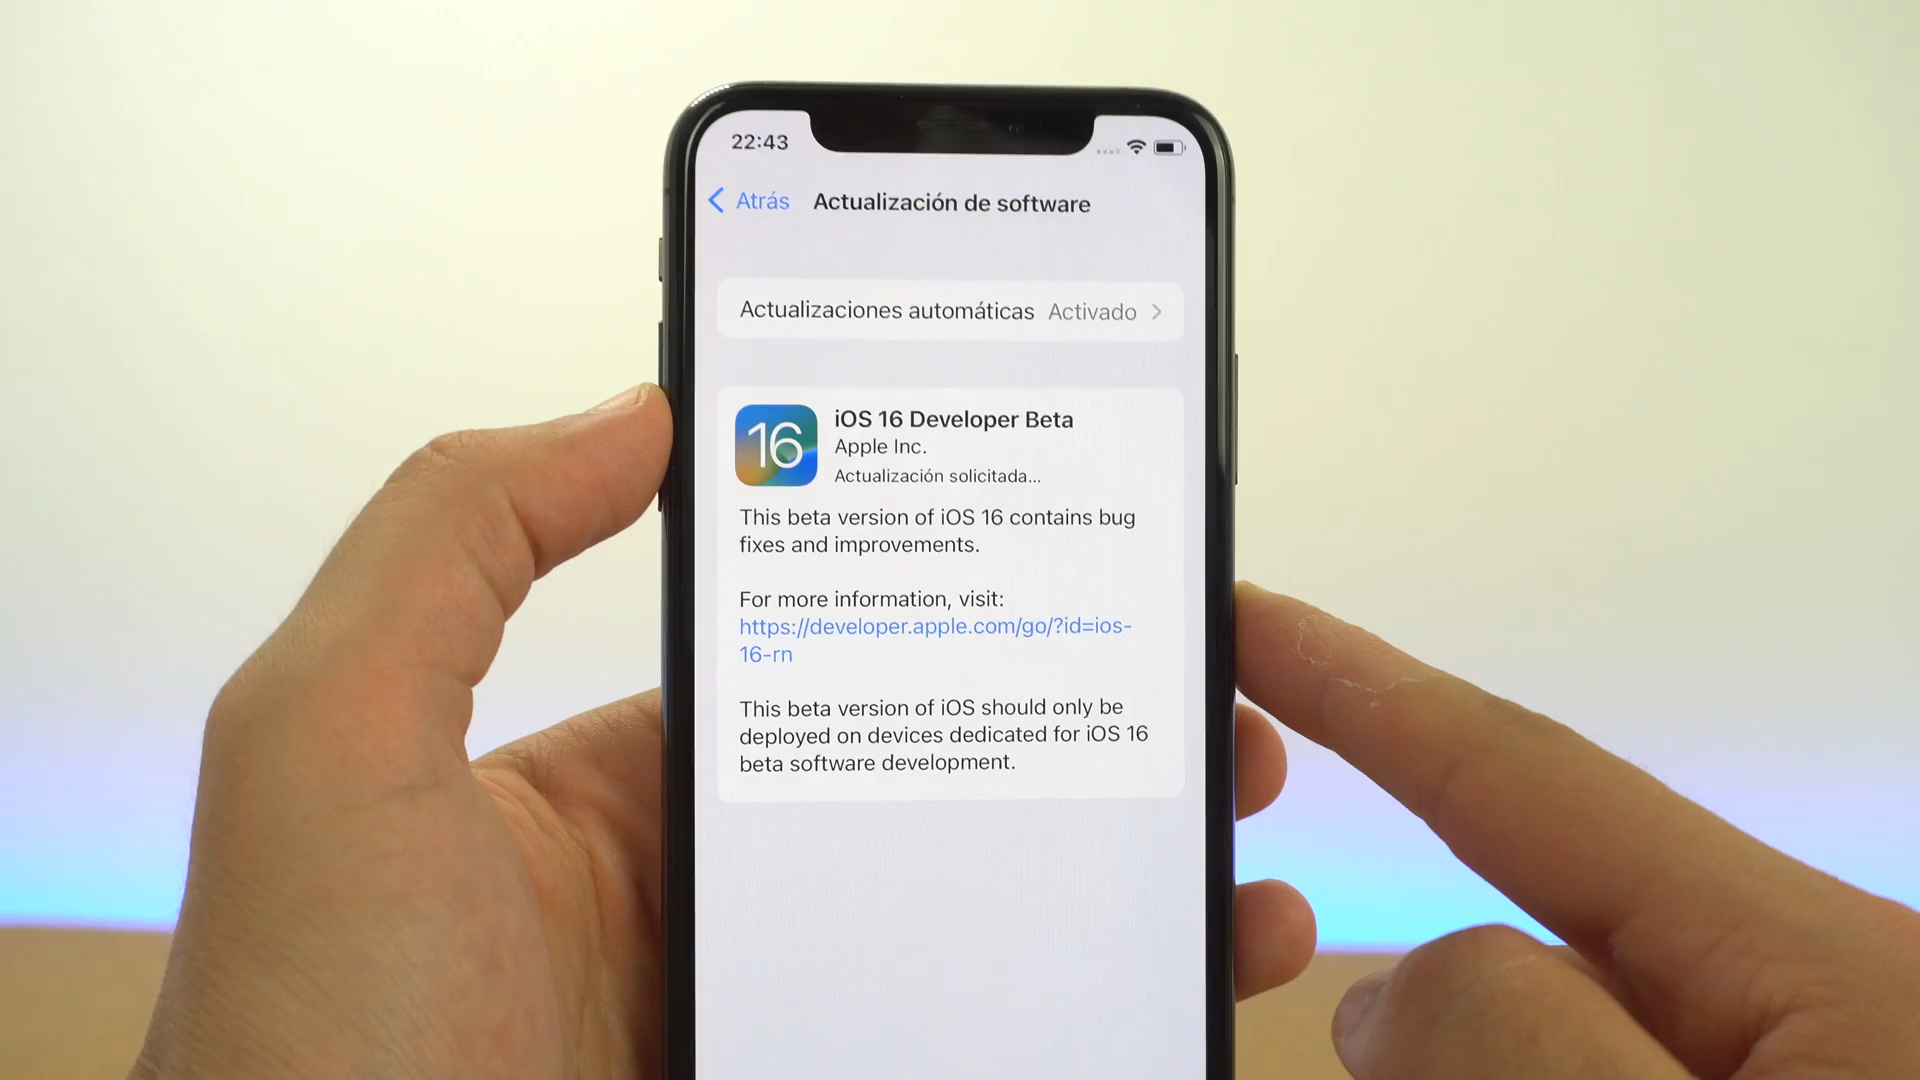 22:43
Atrás Actualización de software
Actualizaciones automáticas Activado
16
iOS 16 Developer Beta
Apple Inc.
Actualización solicitada...
This beta version of iOS 16 contains bug
fixes and improvements.
For more information, visit:
https://developer.apple.com/go/?id=ios-
16-rn
This beta version of iOS should only be
deployed on devices dedicated for iOS 16
beta software development.